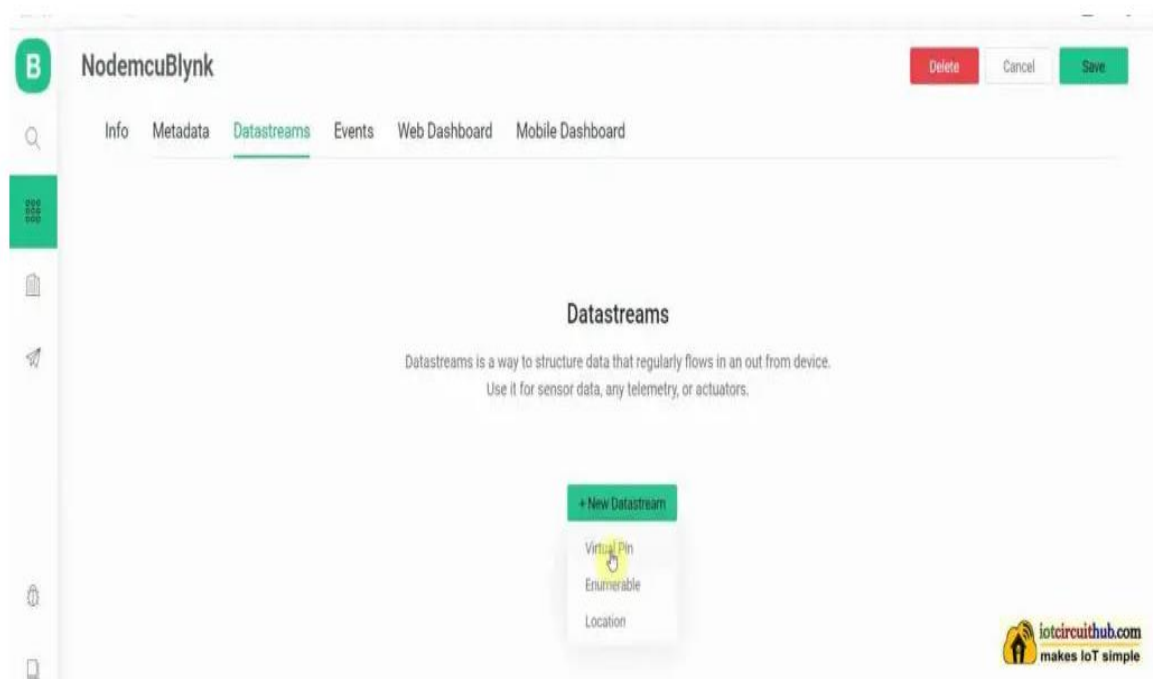 B
NodemcuBlynk
Delete
Cancel
Save
Info
Metadata
Datastreams
Events
Web Dashboard
Mobile Dashboard
Datastreams
Datastreams is a way to structure data that regularly flows in an out from device.
Use it for sensor data, any telemetry, or actuators.
+ New Datastream
Virtual Pin
Enumerable
Location
iotcircuithub.com
makes IoT simple